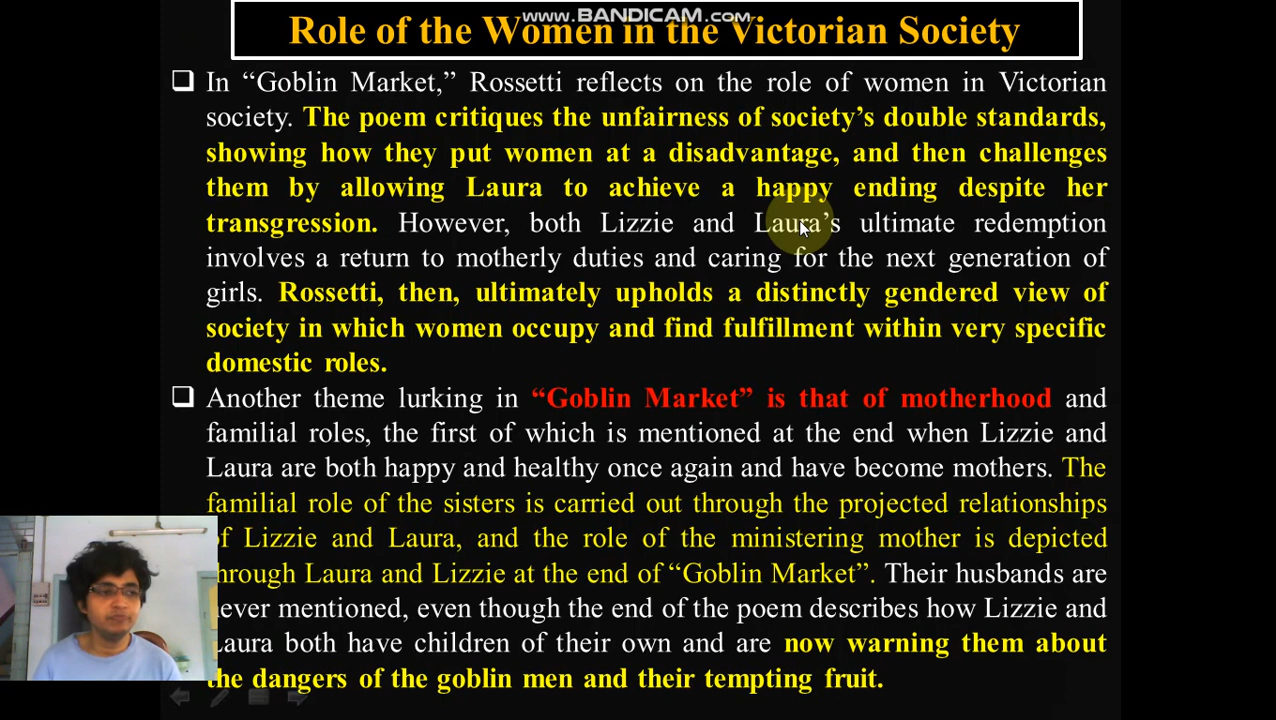 www.BANDICAM.com
Role of the Women in the Victorian Society
In “Goblin Market,” Rossetti reflects on the role of women in Victorian
society. The poem critiques the unfairness of society’s double standards,
showing how they put women at a disadvantage, and then challenges
them by allowing Laura to achieve a happy ending despite her
transgression. However, both Lizzie and Laura’s ultimate redemption
involves a return to motherly duties and caring for the next generation of
girls. Rossetti, then, ultimately upholds a distinctly gendered view of
society in which women occupy and find fulfillment within very specific
domestic roles.
Another theme lurking in “Goblin Market” is that of motherhood and
familial roles, the first of which is mentioned at the end when Lizzie and
Laura are both happy and healthy once again and have become mothers. The
familial role of the sisters is carried out through the projected relationships
of Lizzie and Laura, and the role of the ministering mother is depicted
through Laura and Lizzie at the end of “Goblin Market”. Their husbands are
never mentioned, even though the end of the poem describes how Lizzie and
Laura both have children of their own and are now warning them about
the dangers of the goblin men and their tempting fruit.